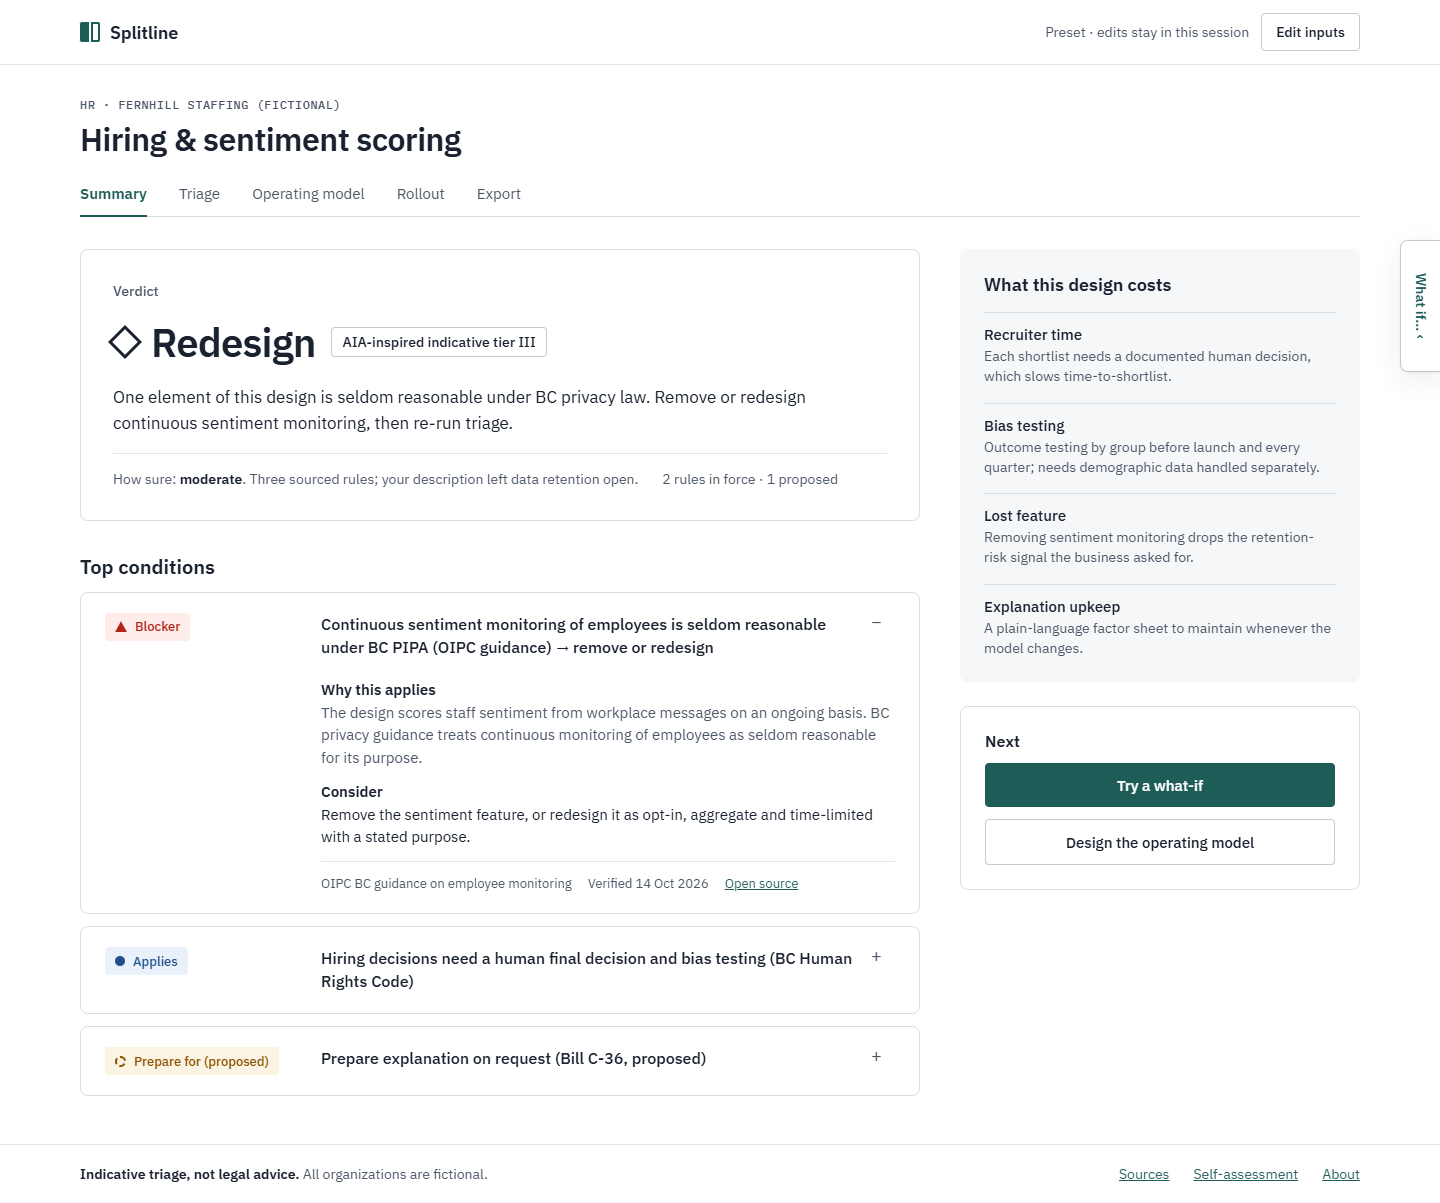 Splitline
Preset · edits stay in this session
Edit inputs
HR · FERNHILL STAFFING (FICTIONAL)
Hiring & sentiment scoring
Summary
Triage
Operating model
Rollout
Export
Verdict
Redesign
AIA-inspired indicative tier III
One element of this design is seldom reasonable under BC privacy law. Remove or redesign
continuous sentiment monitoring, then re-run triage.
How sure: moderate. Three sourced rules; your description left data retention open.
2 rules in force · 1 proposed
Top conditions
Blocker
Continuous sentiment monitoring of employees is seldom reasonable
under BC PIPA (OIPC guidance) → remove or redesign
–
Why this applies
The design scores staff sentiment from workplace messages on an ongoing basis. BC
privacy guidance treats continuous monitoring of employees as seldom reasonable
for its purpose.
Consider
Remove the sentiment feature, or redesign it as opt-in, aggregate and time-limited
with a stated purpose.
OIPC BC guidance on employee monitoring
Verified 14 Oct 2026
Open source
Applies
Hiring decisions need a human final decision and bias testing (BC Human
Rights Code)
+
Prepare for (proposed)
Prepare explanation on request (Bill C-36, proposed)
+
What this design costs
Recruiter time
Each shortlist needs a documented human decision,
which slows time-to-shortlist.
Bias testing
Outcome testing by group before launch and every
quarter; needs demographic data handled separately.
Lost feature
Removing sentiment monitoring drops the retention-
risk signal the business asked for.
Explanation upkeep
A plain-language factor sheet to maintain whenever the
model changes.
Next
Try a what-if
Design the operating model
What if... ‹
Indicative triage, not legal advice. All organizations are fictional.
Sources
Self-assessment
About